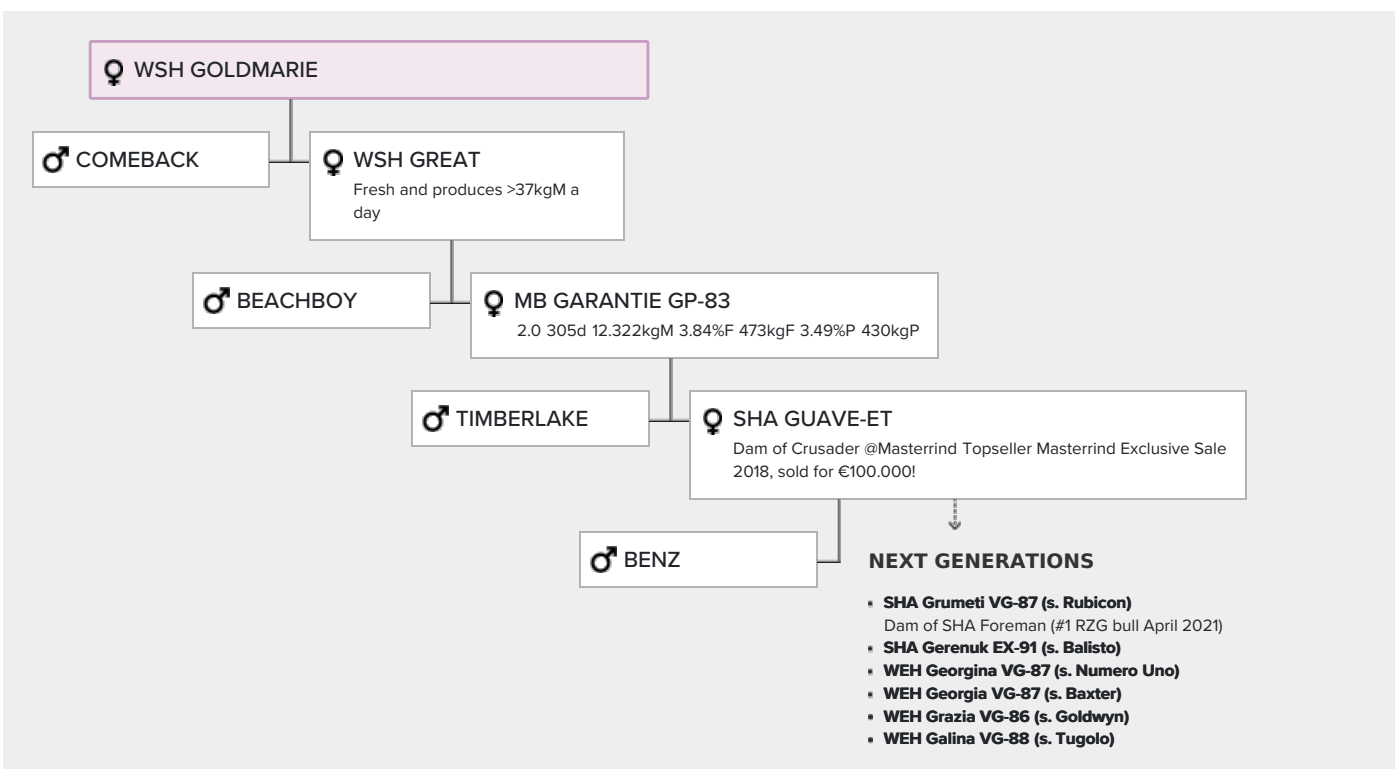 WSH GOLDMARIE
COMEBACK
WSH GREAT
Fresh and produces >37kgM a
day
BEACHBOY
MB GARANTIE GP-83
2.0 305d 12.322kgM 3.84%F 473kgF 3.49%P 430kgP
TIMBERLAKE
SHA GUAVE-ET
Dam of Crusader @Masterrind Topseller Masterrind Exclusive Sale
2018, sold for €100.000!
BENZ
NEXT GENERATIONS
SHA Grumeti VG-87 (s. Rubicon)
Dam of SHA Foreman (#1 RZG bull April 2021)
SHA Gerenuk EX-91 (s. Balisto)
WEH Georgina VG-87 (s. Numero Uno)
WEH Georgia VG-87 (s. Baxter)
WEH Grazia VG-86 (s. Goldwyn)
WEH Galina VG-88 (s. Tugolo)